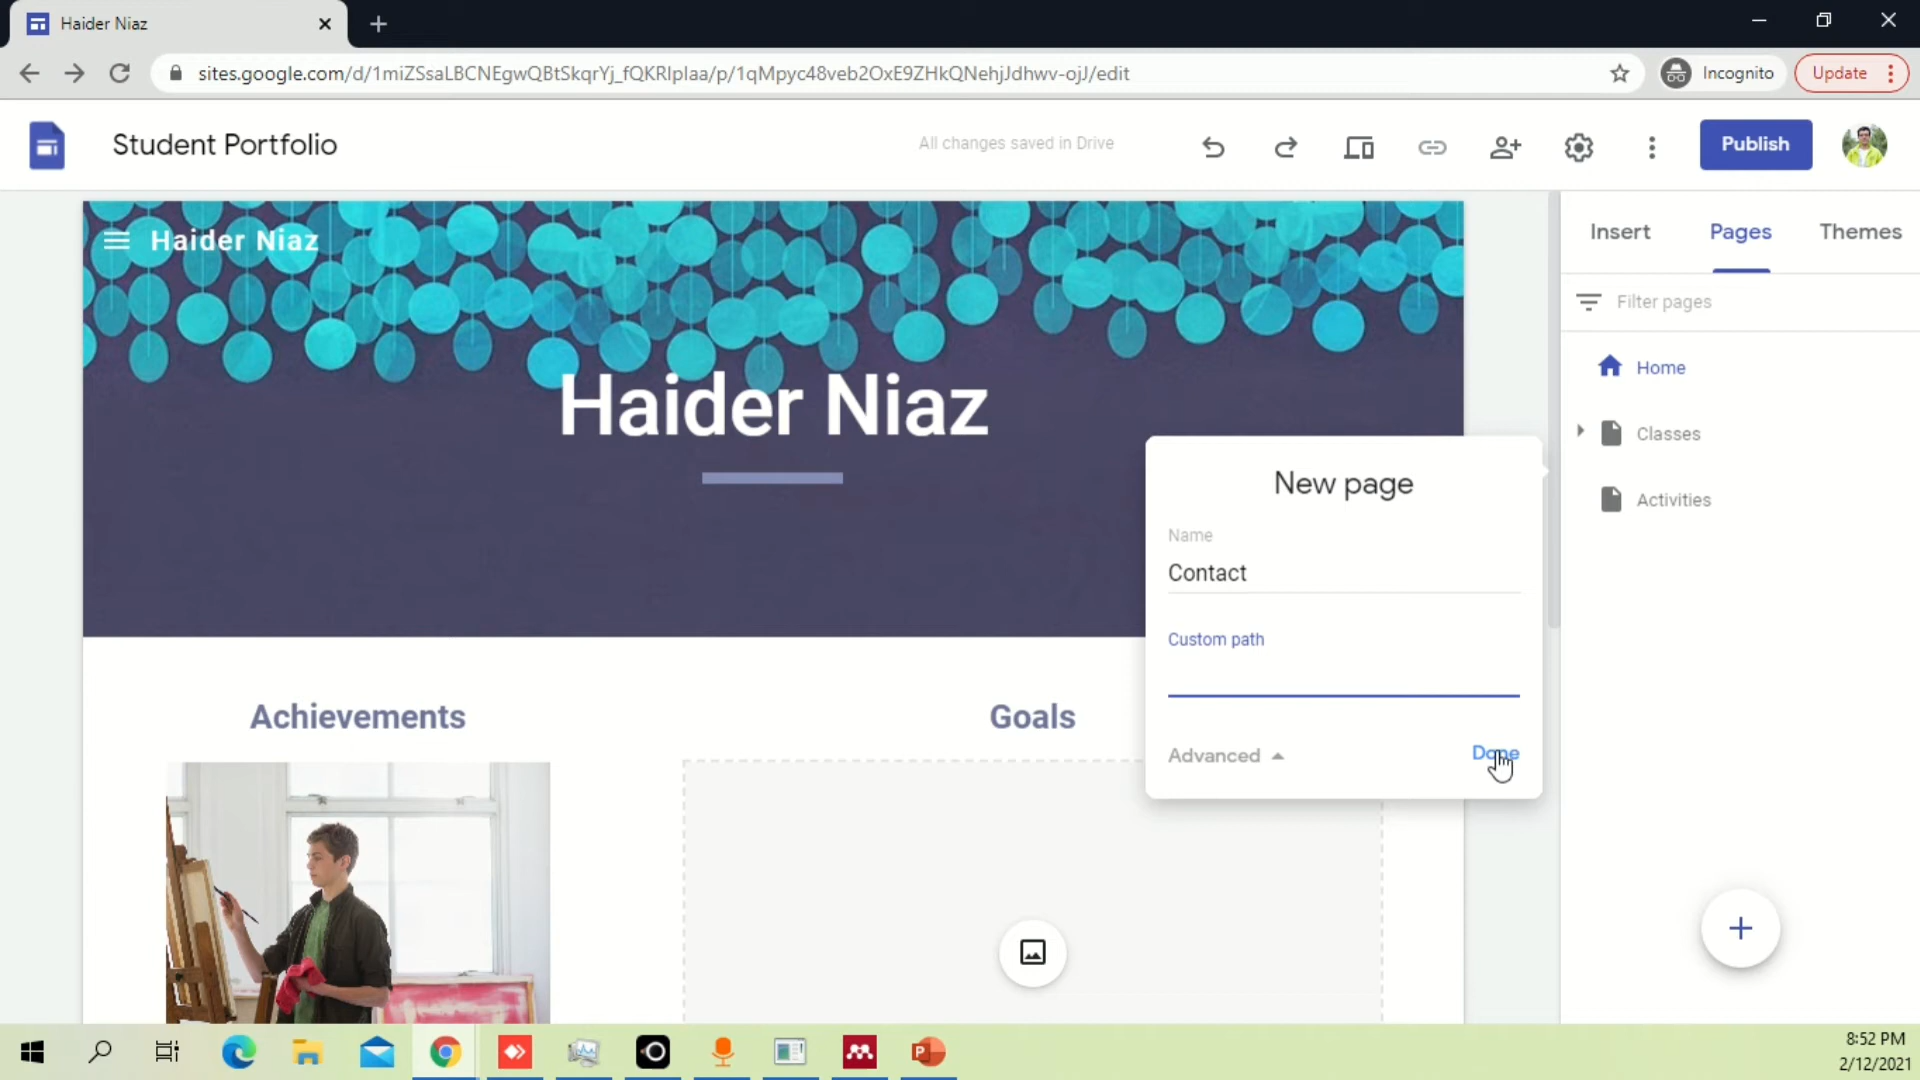 Haider Niaz
sites.google.com/d/1miZSsaLBCNEgwQBtSkqrYj_fQKRIplaa/p/1qMpyc48veb2OxE9ZHkQNehjJdhwv-ojJ/edit
Incognito
Update
Student Portfolio
All changes saved in Drive
Publish
Haider Niaz
Haider Niaz
Achievements
Goals
New page
Name
Contact
Custom path
Advanced
Done
Insert
Pages
Themes
Filter pages
Home
Classes
Activities
8:52 PM
2/12/2021